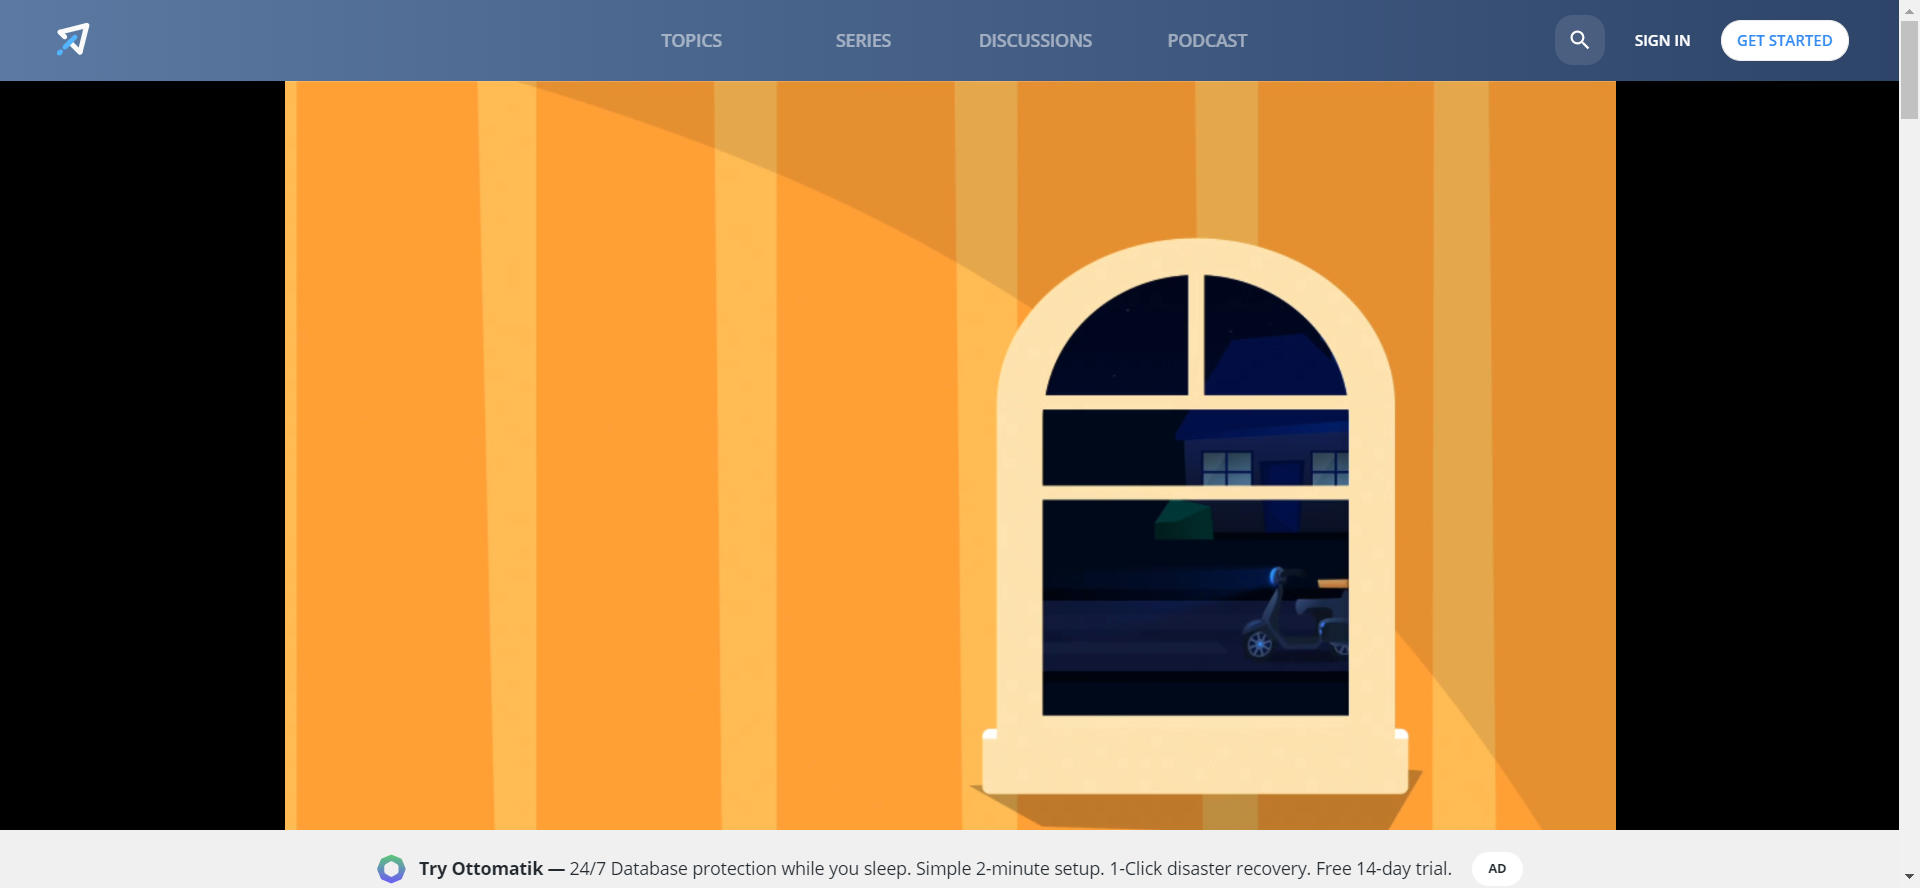 TOPICS SERIES DISCUSSIONS PODCAST SIGN IN GET STARTED
Try Ottomatik — 24/7 Database protection while you sleep. Simple 2-minute setup. 1-Click disaster recovery. Free 14-day trial. AD